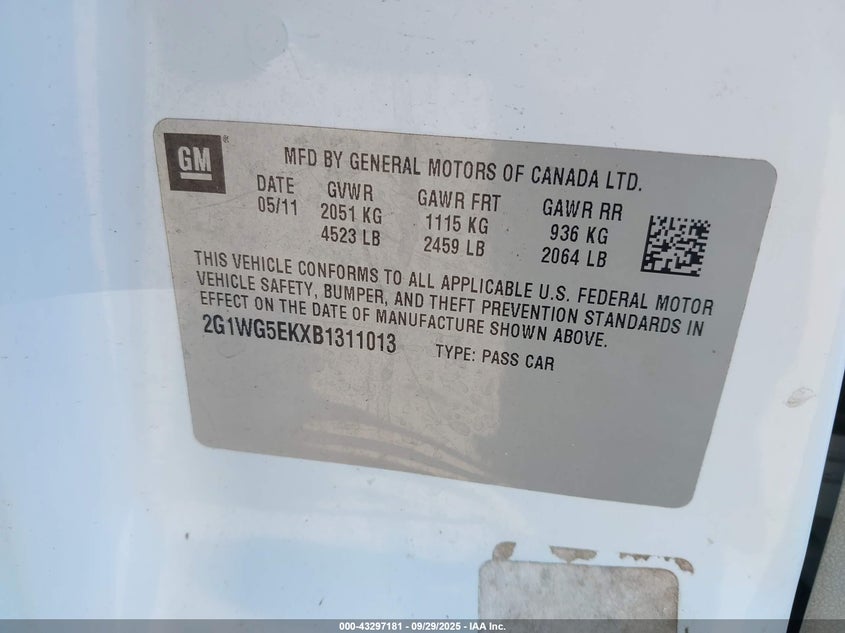 GM
MFD BY GENERAL MOTORS OF CANADA LTD.
DATE GVWR GAWR FRT GAWR RR
05/11 2051 KG 1115 KG 936 KG
4523 LB 2459 LB 2064 LB
THIS VEHICLE CONFORMS TO ALL APPLICABLE U.S. FEDERAL MOTOR
VEHICLE SAFETY, BUMPER, AND THEFT PREVENTION STANDARDS IN
EFFECT ON THE DATE OF MANUFACTURE SHOWN ABOVE.
2G1WG5EKXB1311013 TYPE: PASS CAR
000-43297181 - 09/29/2025 - IAA Inc.